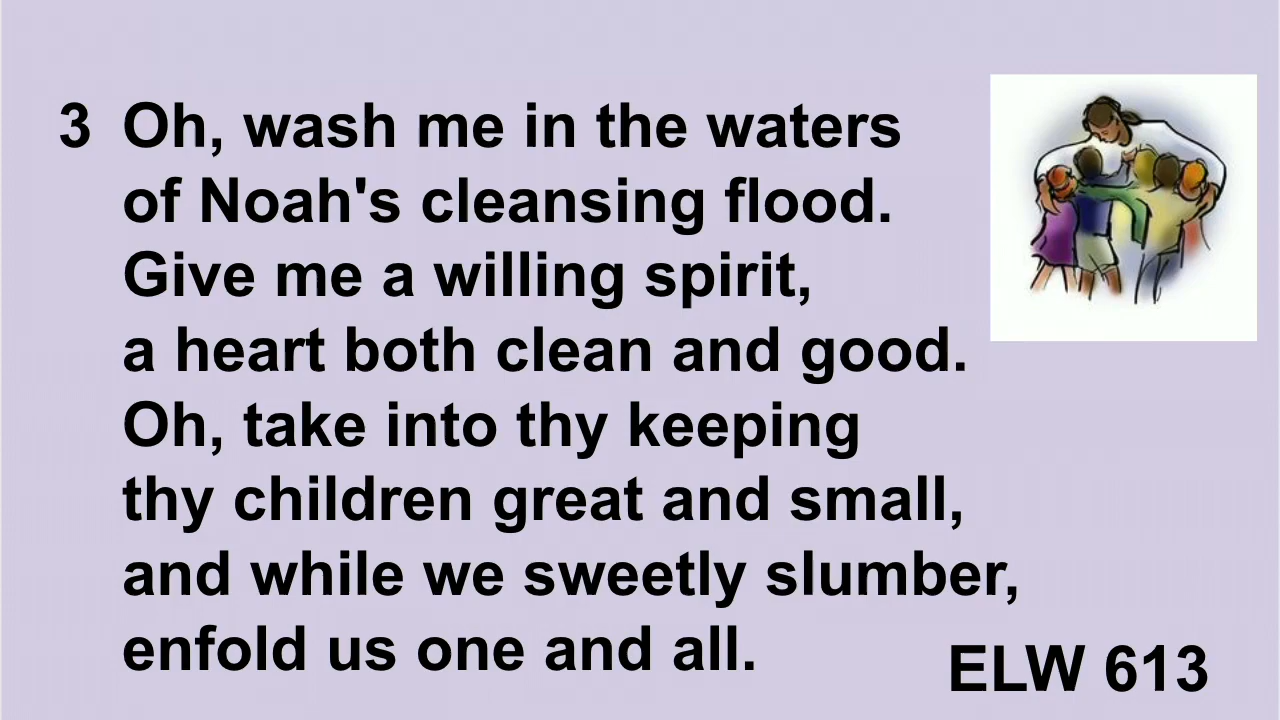 3 Oh, wash me in the waters
of Noah's cleansing flood.
Give me a willing spirit,
a heart both clean and good.
Oh, take into thy keeping
thy children great and small,
and while we sweetly slumber,
enfold us one and all.
ELW 613